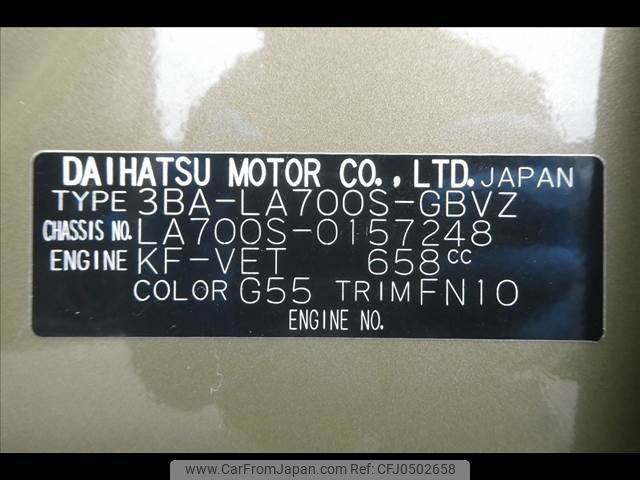 DAIHATSU MOTOR CO., LTD. JAPAN
TYPE 3BA-LA700S-GBVZ
CHASSIS NO. LA700S-0157248
ENGINE KF-VET 658cc
COLOR G55 TRIM FN10
ENGINE NO.
www.CarFromJapan.com (ID:CFJ0502658)